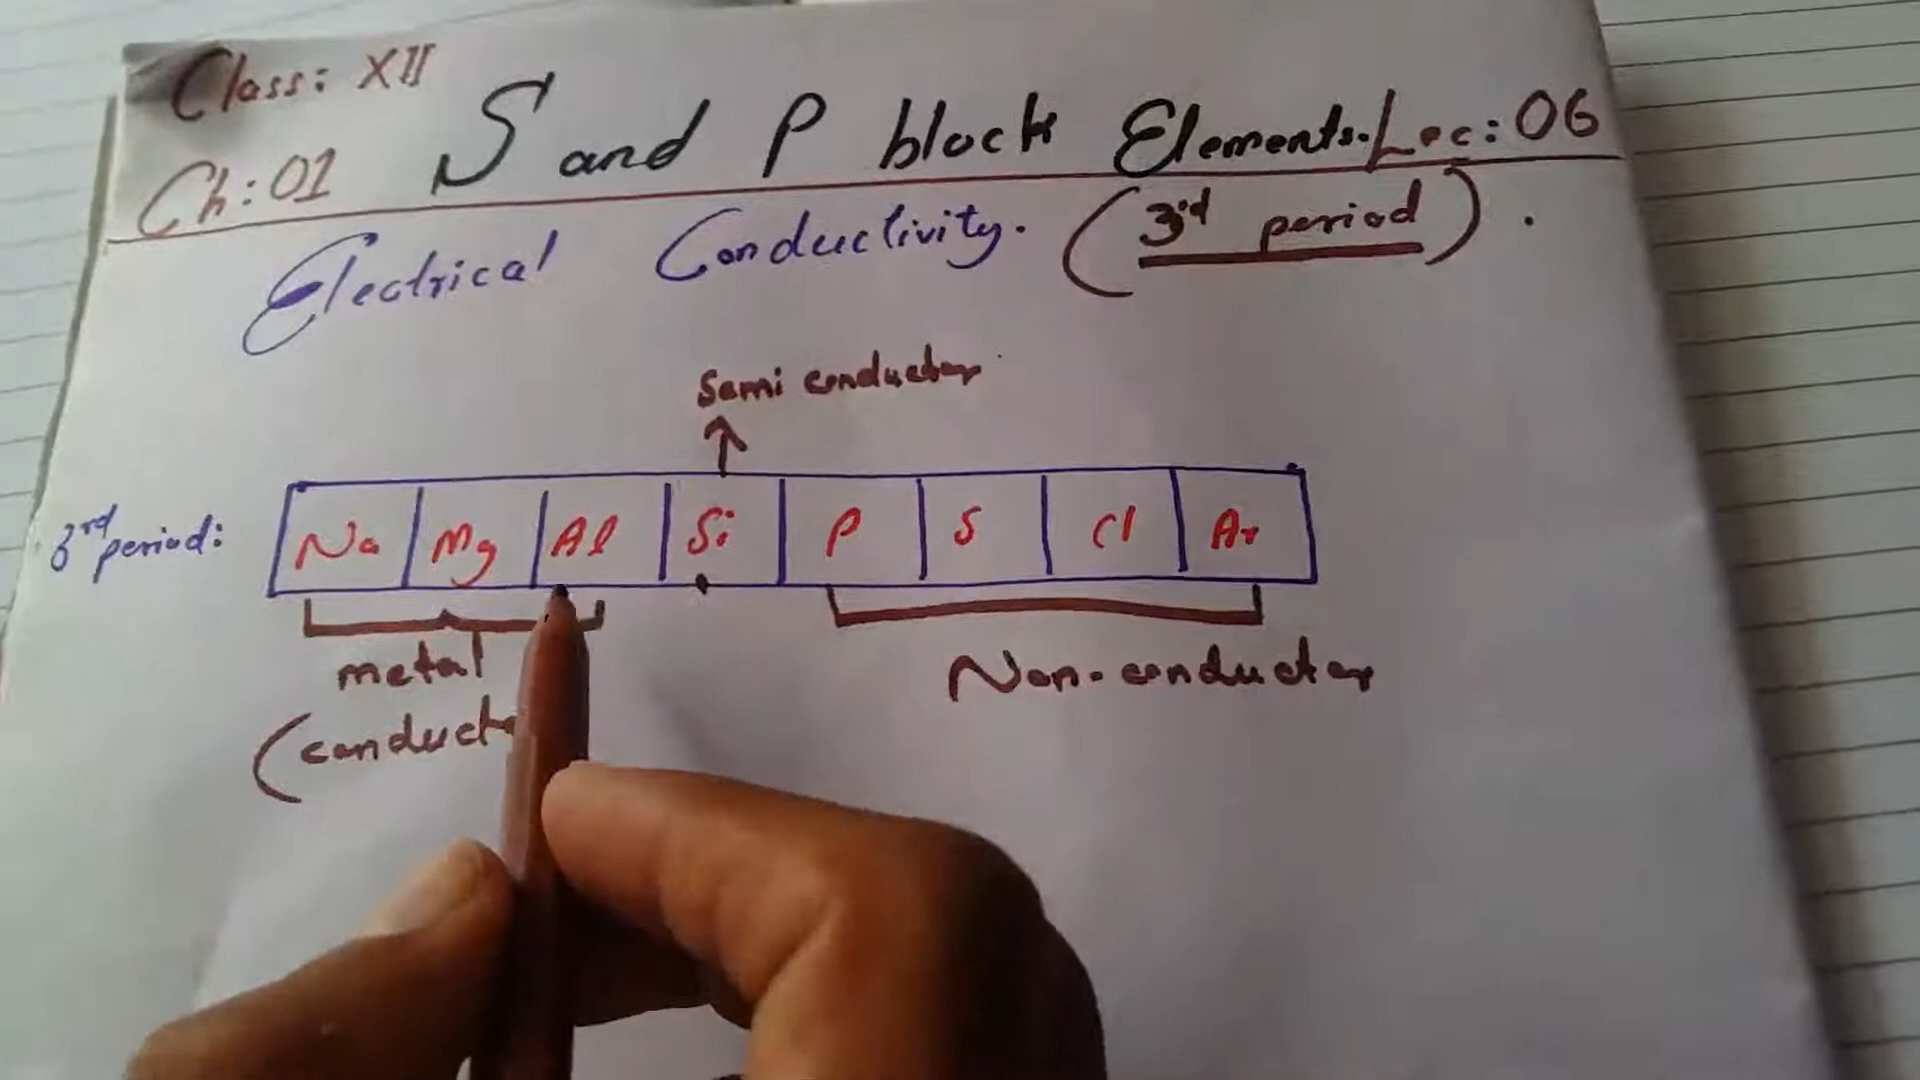 Class: XII
Ch: 01 S and P block Elements. Lec: 06
Electrical Conductivity. (3rd period).
Semi conductor
3rd period: Na Mg Al Si P S Cl Ar
metal Non-conductor
(conduct